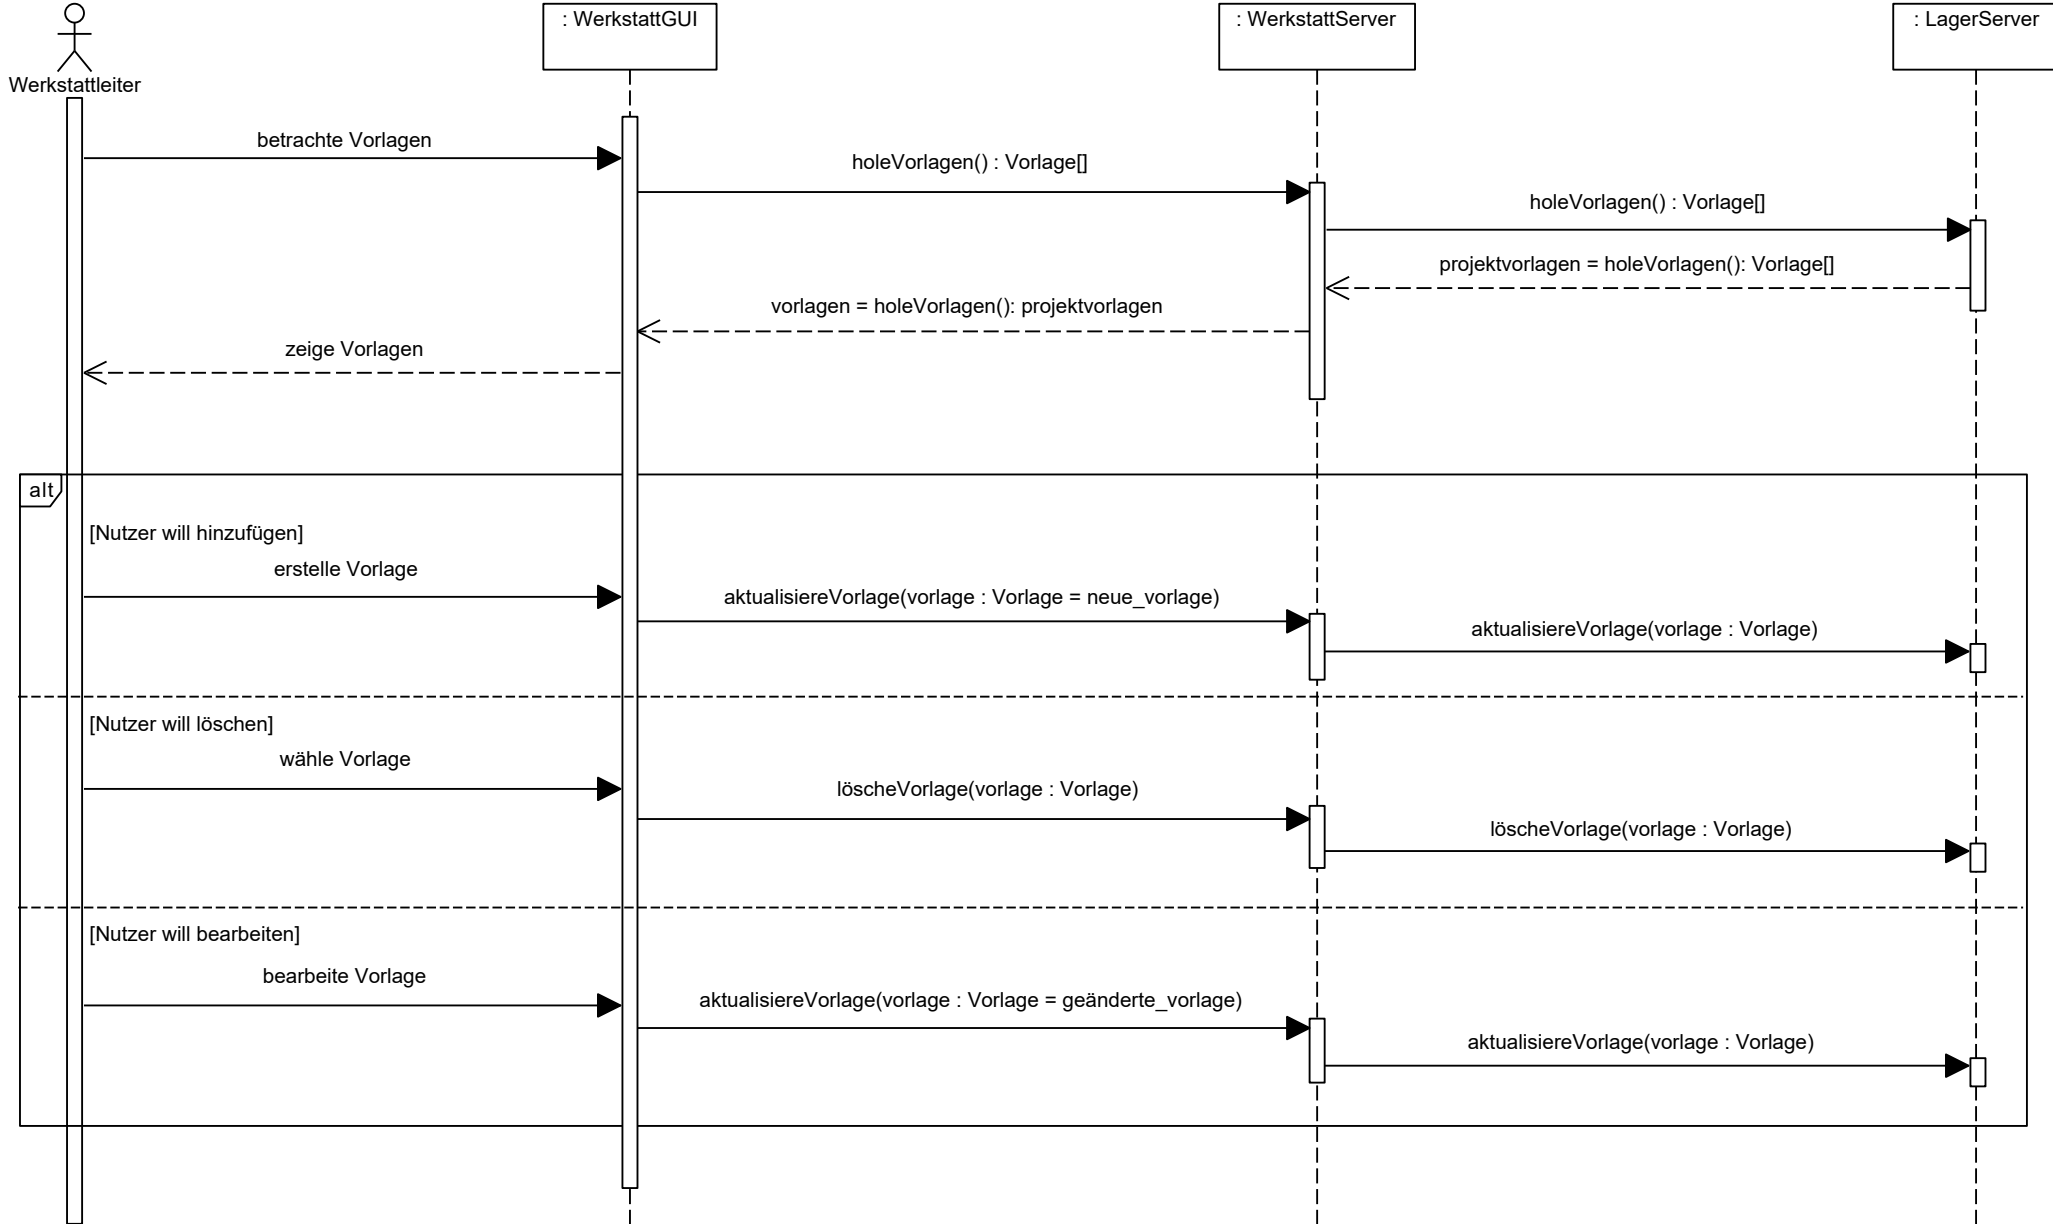 Werkstattleiter
: WerkstattGUI
: WerkstattServer
: LagerServer
betrachte Vorlagen
holeVorlagen() : Vorlage[]
holeVorlagen() : Vorlage[]
projektvorlagen = holeVorlagen(): Vorlage[]
vorlagen = holeVorlagen(): projektvorlagen
zeige Vorlagen
alt
[Nutzer will hinzufügen]
erstelle Vorlage
aktualisiereVorlage(vorlage : Vorlage = neue_vorlage)
aktualisiereVorlage(vorlage : Vorlage)
[Nutzer will löschen]
wähle Vorlage
löscheVorlage(vorlage : Vorlage)
löscheVorlage(vorlage : Vorlage)
[Nutzer will bearbeiten]
bearbeite Vorlage
aktualisiereVorlage(vorlage : Vorlage = geänderte_vorlage)
aktualisiereVorlage(vorlage : Vorlage)